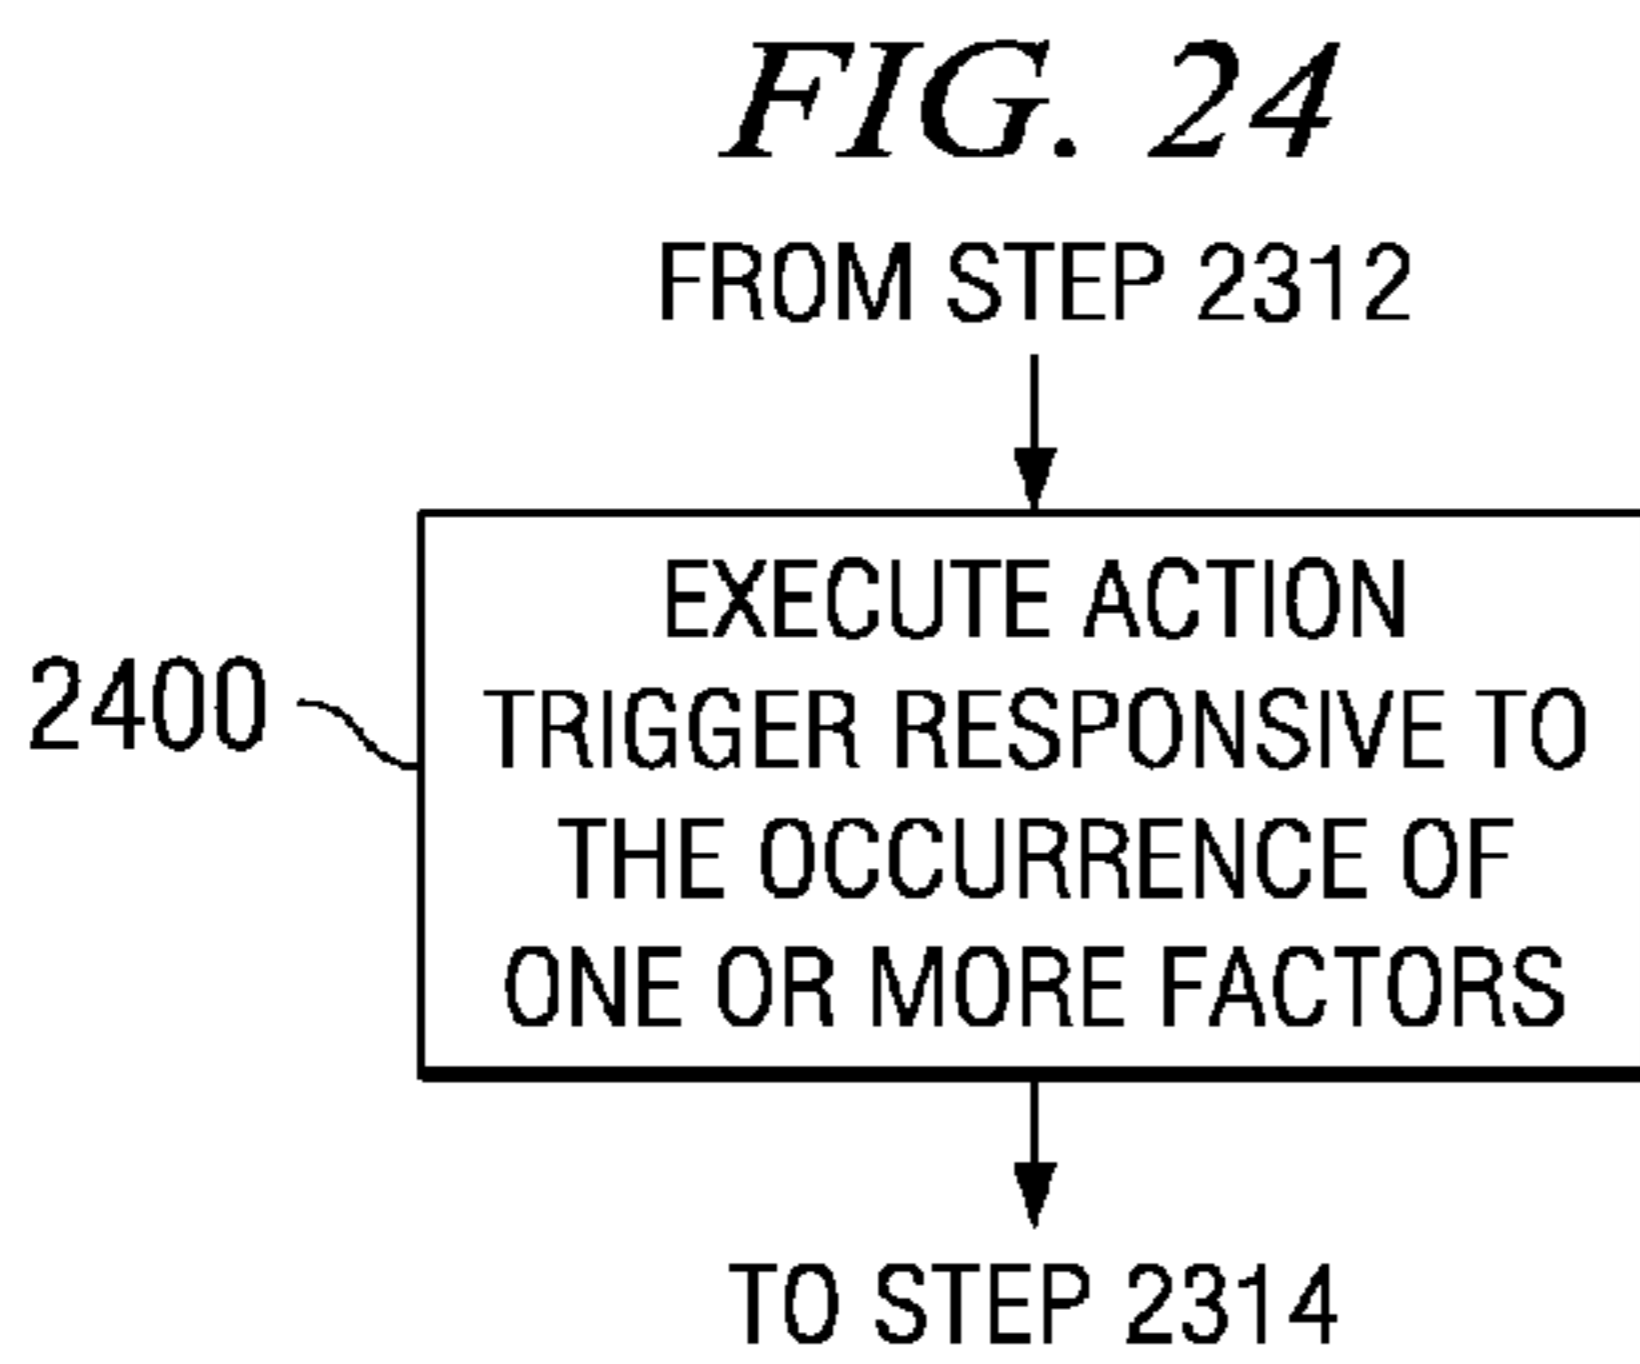 FIG. 24
FROM STEP 2312
EXECUTE ACTION
2400
TRIGGER RESPONSIVE TO
THE OCCURRENCE OF
ONE OR MORE FACTORS
TO STEP 2314